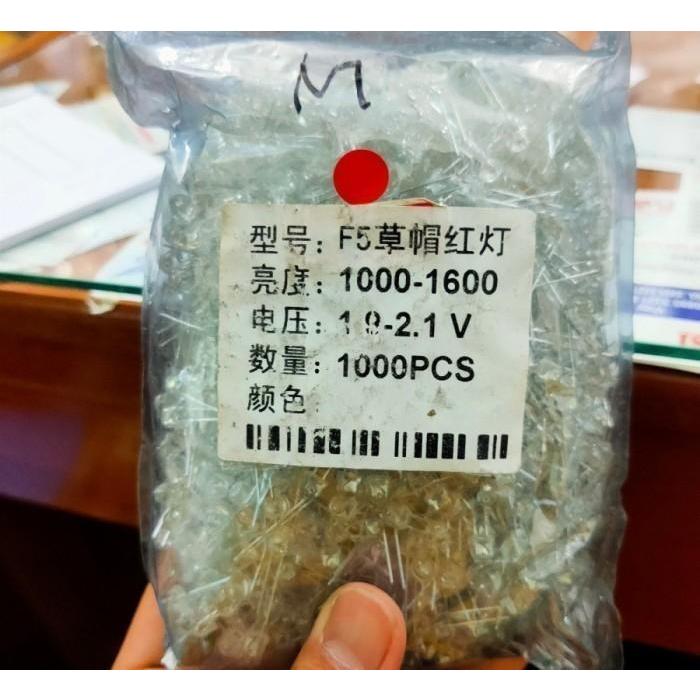 M
型号：F5草帽红灯
亮度：1000-1600
电压：1.9-2.1 V
数量：1000PCS
颜色：